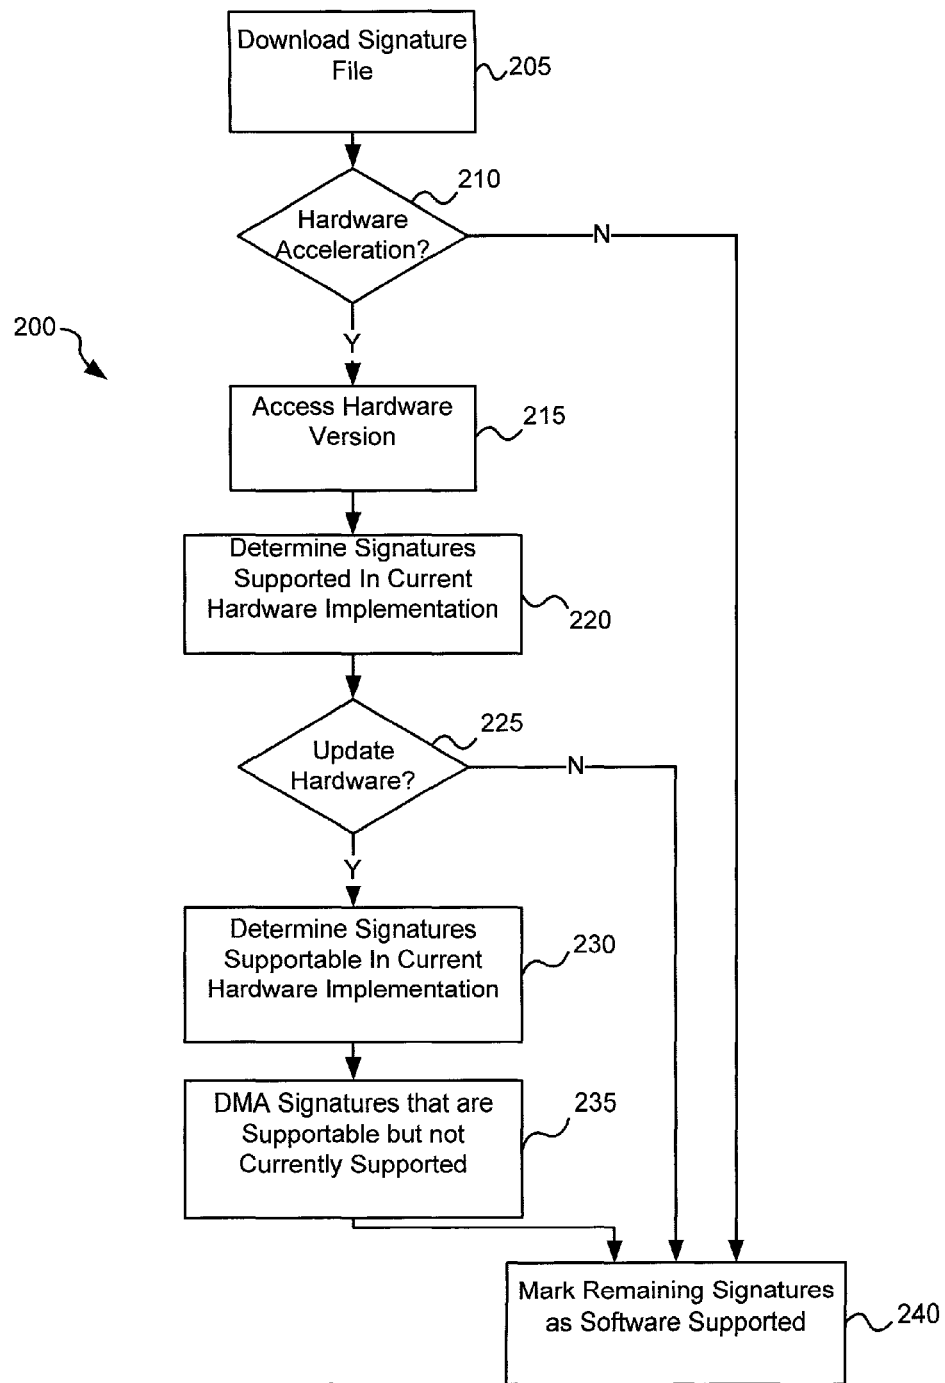 Download Signature
File
205
210
Hardware
Acceleration?
N
Y
200
Access Hardware
Version
215
Determine Signatures
Supported In Current
Hardware Implementation
220
225
Update
Hardware?
N
Y
Determine Signatures
Supportable In Current
Hardware Implementation
230
DMA Signatures that are
Supportable but not
Currently Supported
235
Mark Remaining Signatures
as Software Supported
240